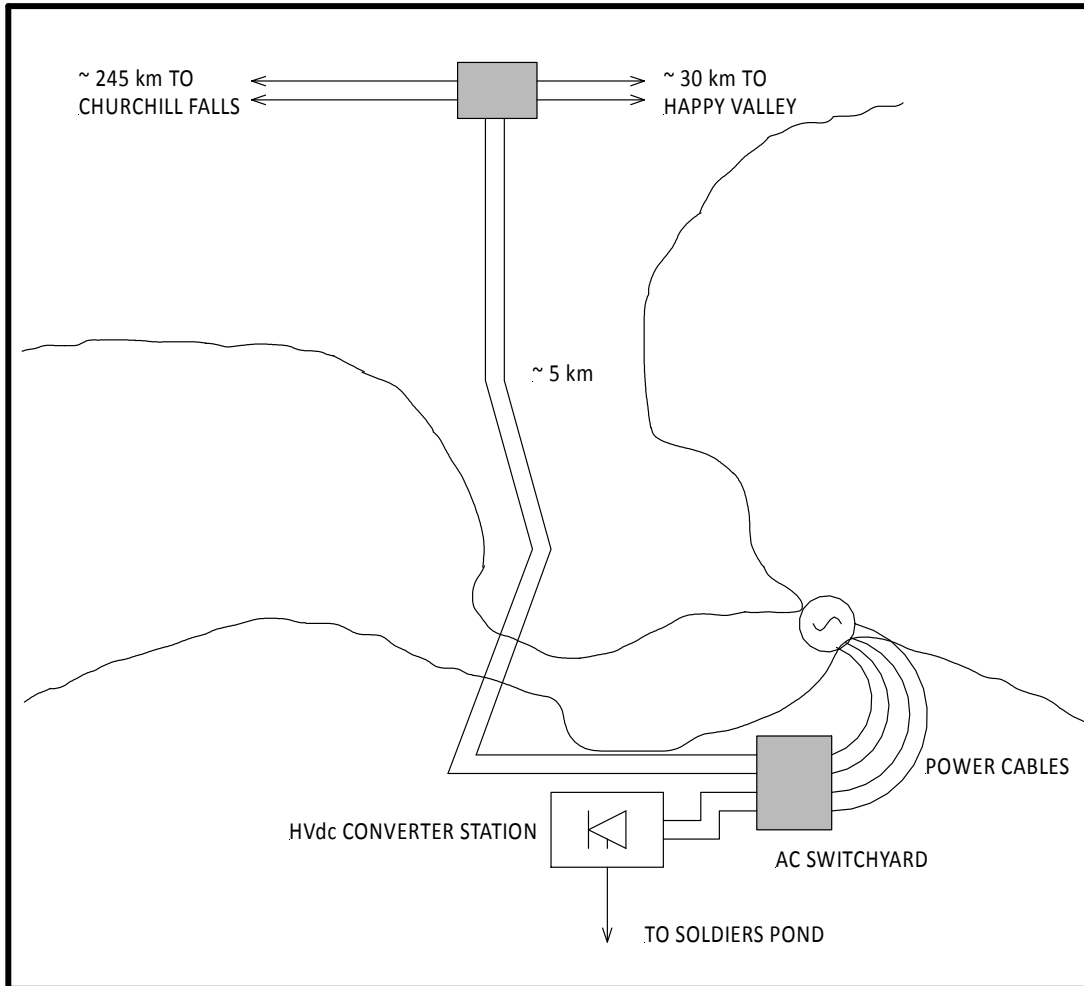 ~ 245 km TO
CHURCHILL FALLS
~ 30 km TO
HAPPY VALLEY
~ 5 km
POWER CABLES
HVdc CONVERTER STATION
AC SWITCHYARD
TO SOLDIERS POND